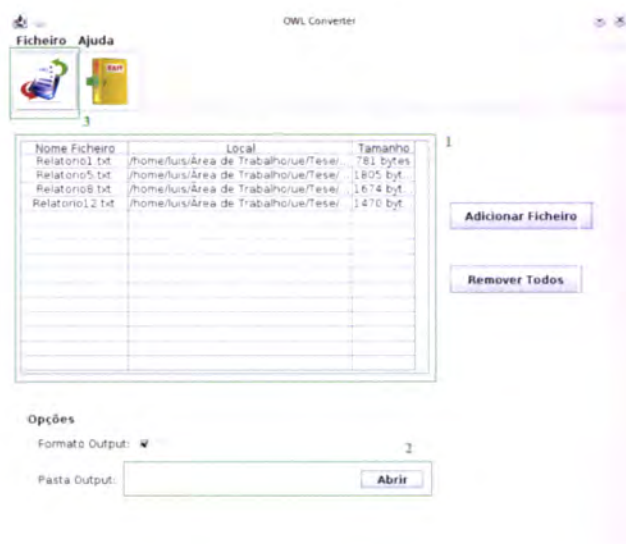 OWL Converter
Ficheiro Ajuda
EXIT
3
1
Nome Ficheiro Local Tamanho
Relatorio1.txt /home/luis/Área de Trabalho/ue/Tese/... 781 bytes
Relatorio5.txt /home/luis/Área de Trabalho/ue/Tese/... 1805 byt...
Relatorio8.txt /home/luis/Área de Trabalho/ue/Tese/... 1674 byt...
Relatorio12.txt /home/luis/Área de Trabalho/ue/Tese/... 1470 byt...
Adicionar Ficheiro
Remover Todos
Opções
Formato Output:
2
Pasta Output: Abrir